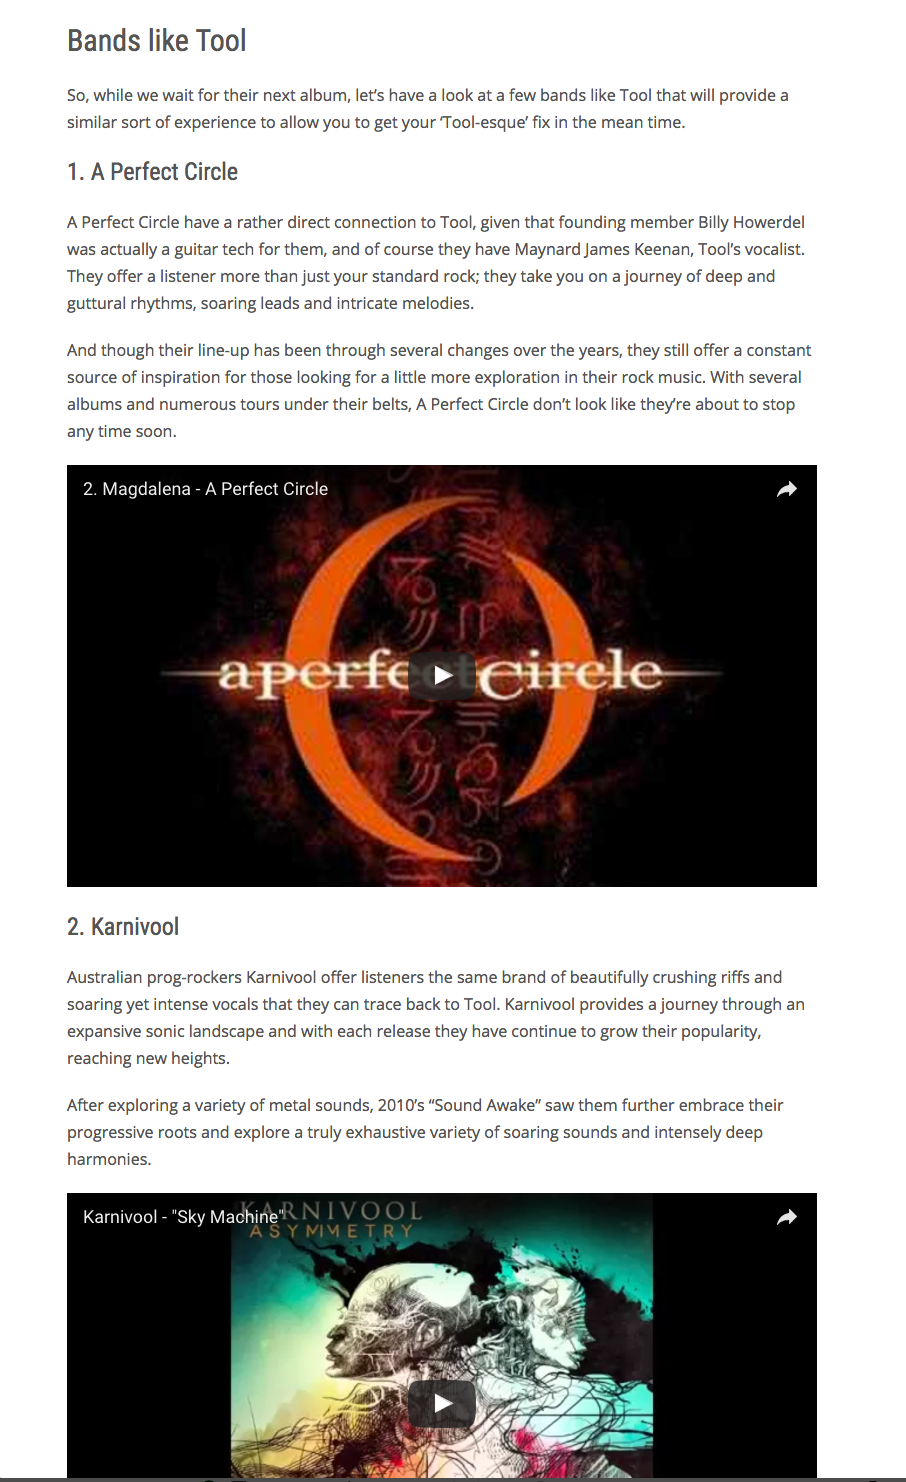 Bands like Tool
So, while we wait for their next album, let’s have a look at a few bands like Tool that will provide a
similar sort of experience to allow you to get your ‘Tool-esque’ fix in the mean time.
1. A Perfect Circle
A Perfect Circle have a rather direct connection to Tool, given that founding member Billy Howerdel
was actually a guitar tech for them, and of course they have Maynard James Keenan, Tool’s vocalist.
They offer a listener more than just your standard rock; they take you on a journey of deep and
guttural rhythms, soaring leads and intricate melodies.
And though their line-up has been through several changes over the years, they still offer a constant
source of inspiration for those looking for a little more exploration in their rock music. With several
albums and numerous tours under their belts, A Perfect Circle don’t look like they’re about to stop
any time soon.
2. Magdalena - A Perfect Circle
aperfectcircle
2. Karnivool
Australian prog-rockers Karnivool offer listeners the same brand of beautifully crushing riffs and
soaring yet intense vocals that they can trace back to Tool. Karnivool provides a journey through an
expansive sonic landscape and with each release they have continue to grow their popularity,
reaching new heights.
After exploring a variety of metal sounds, 2010’s “Sound Awake” saw them further embrace their
progressive roots and explore a truly exhaustive variety of soaring sounds and intensely deep
harmonies.
Karnivool - "Sky Machine"
KARNIVOOL
ASYMMETRY